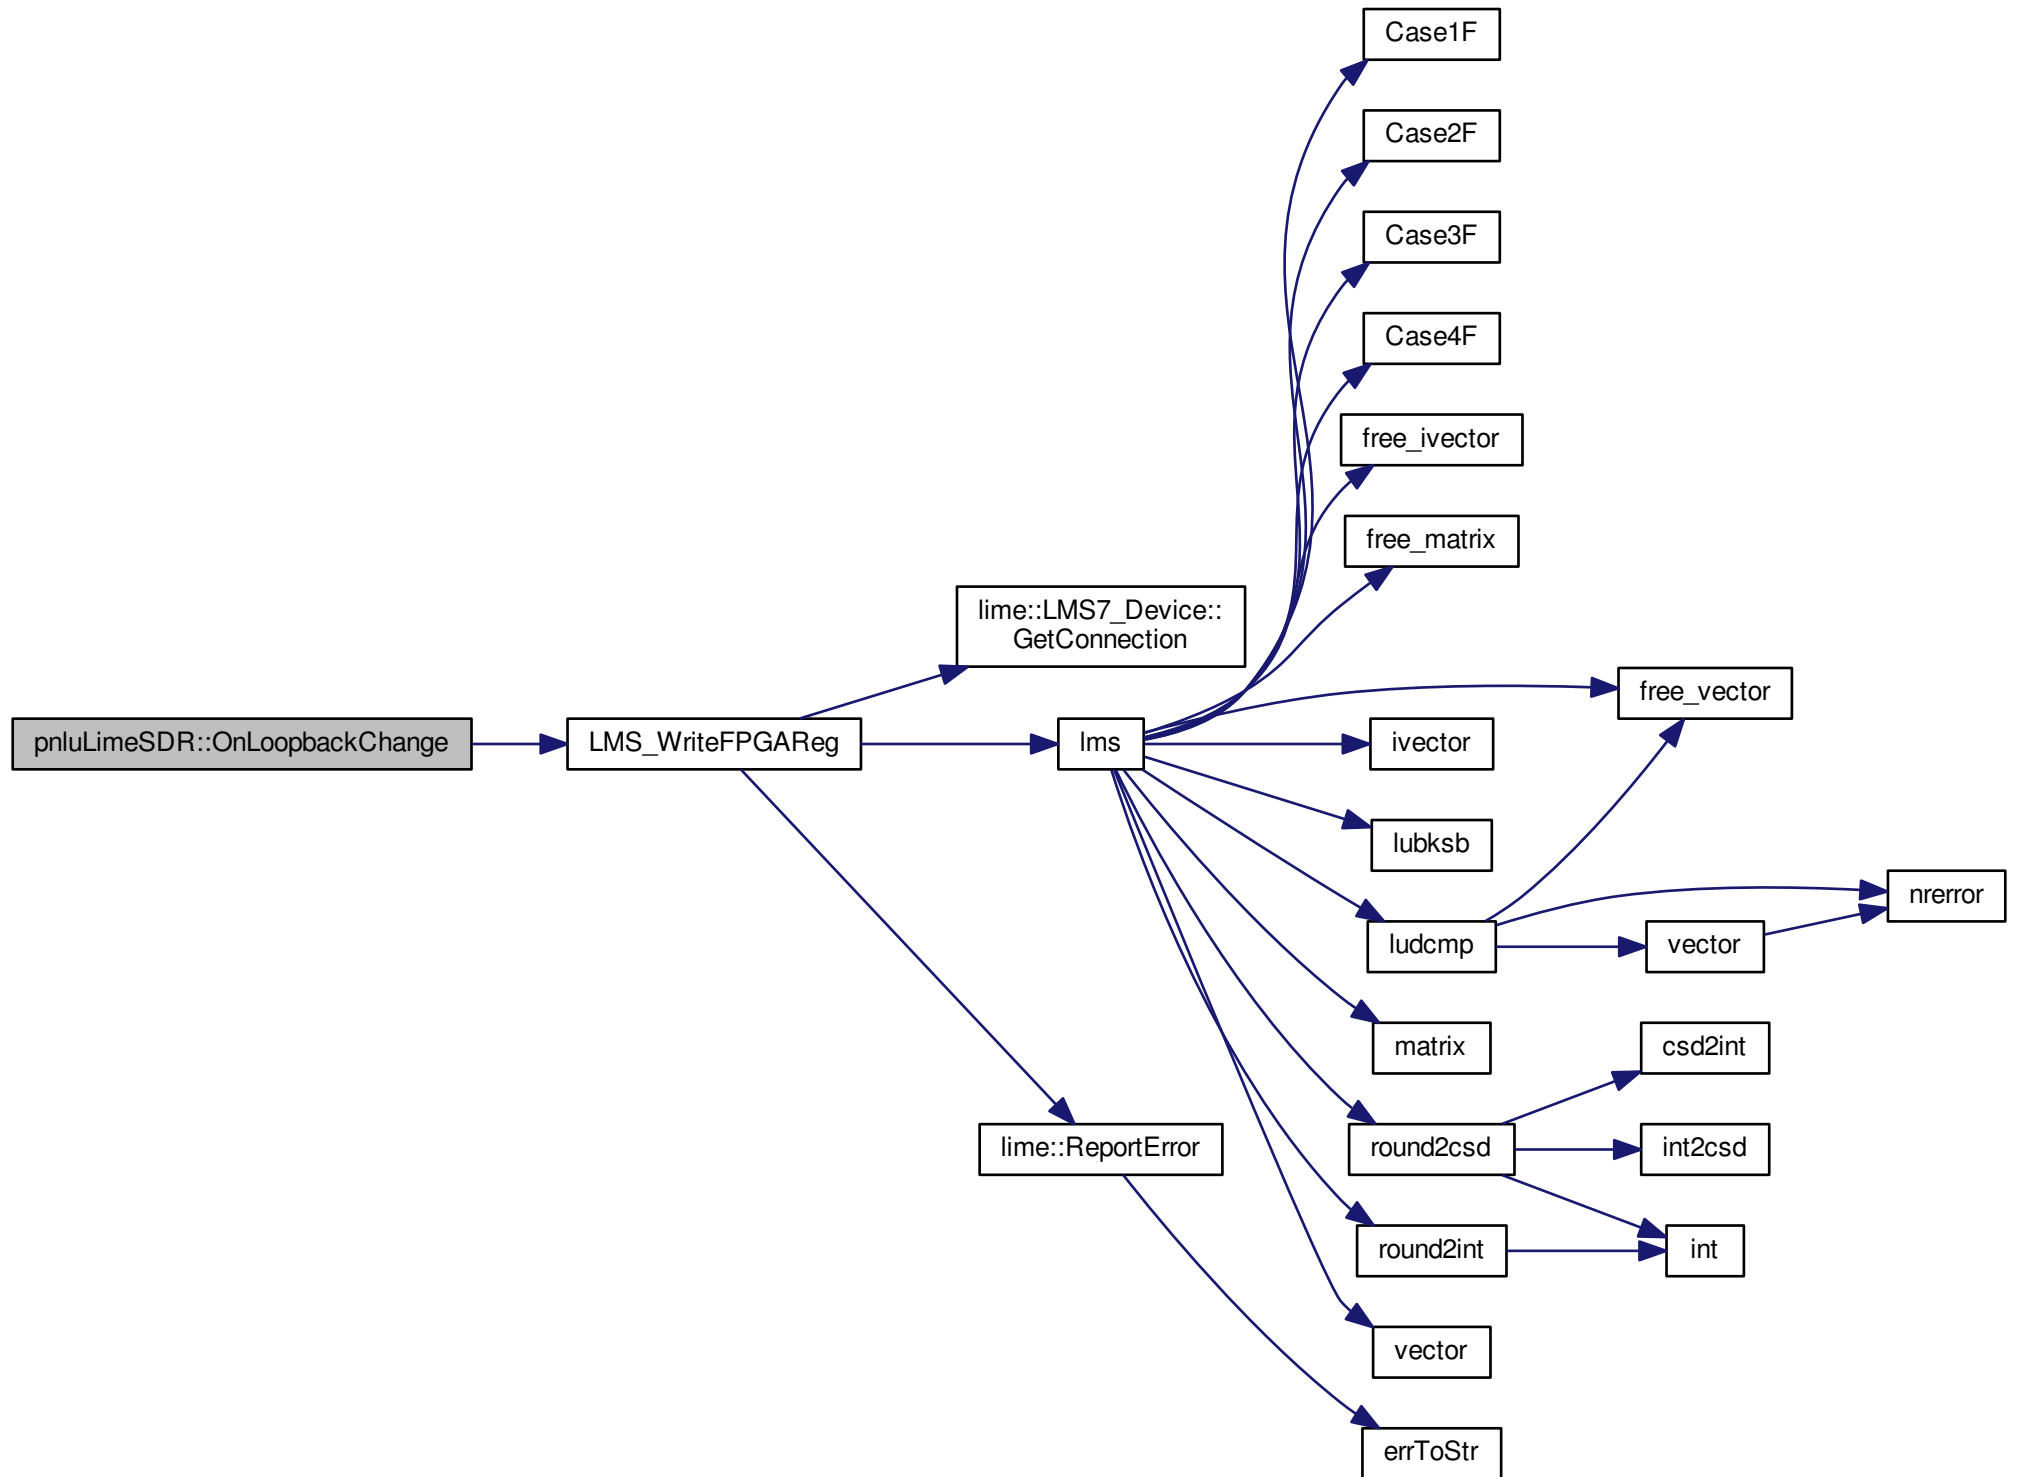 Case1F
Case2F
Case3F
Case4F
free_ivector
free_matrix
lime::LMS7_Device::
GetConnection
free_vector
pnluLimeSDR::OnLoopbackChange
LMS_WriteFPGAReg
lms
ivector
lubksb
nrerror
ludcmp
vector
matrix
csd2int
lime::ReportError
round2csd
int2csd
round2int
int
vector
errToStr